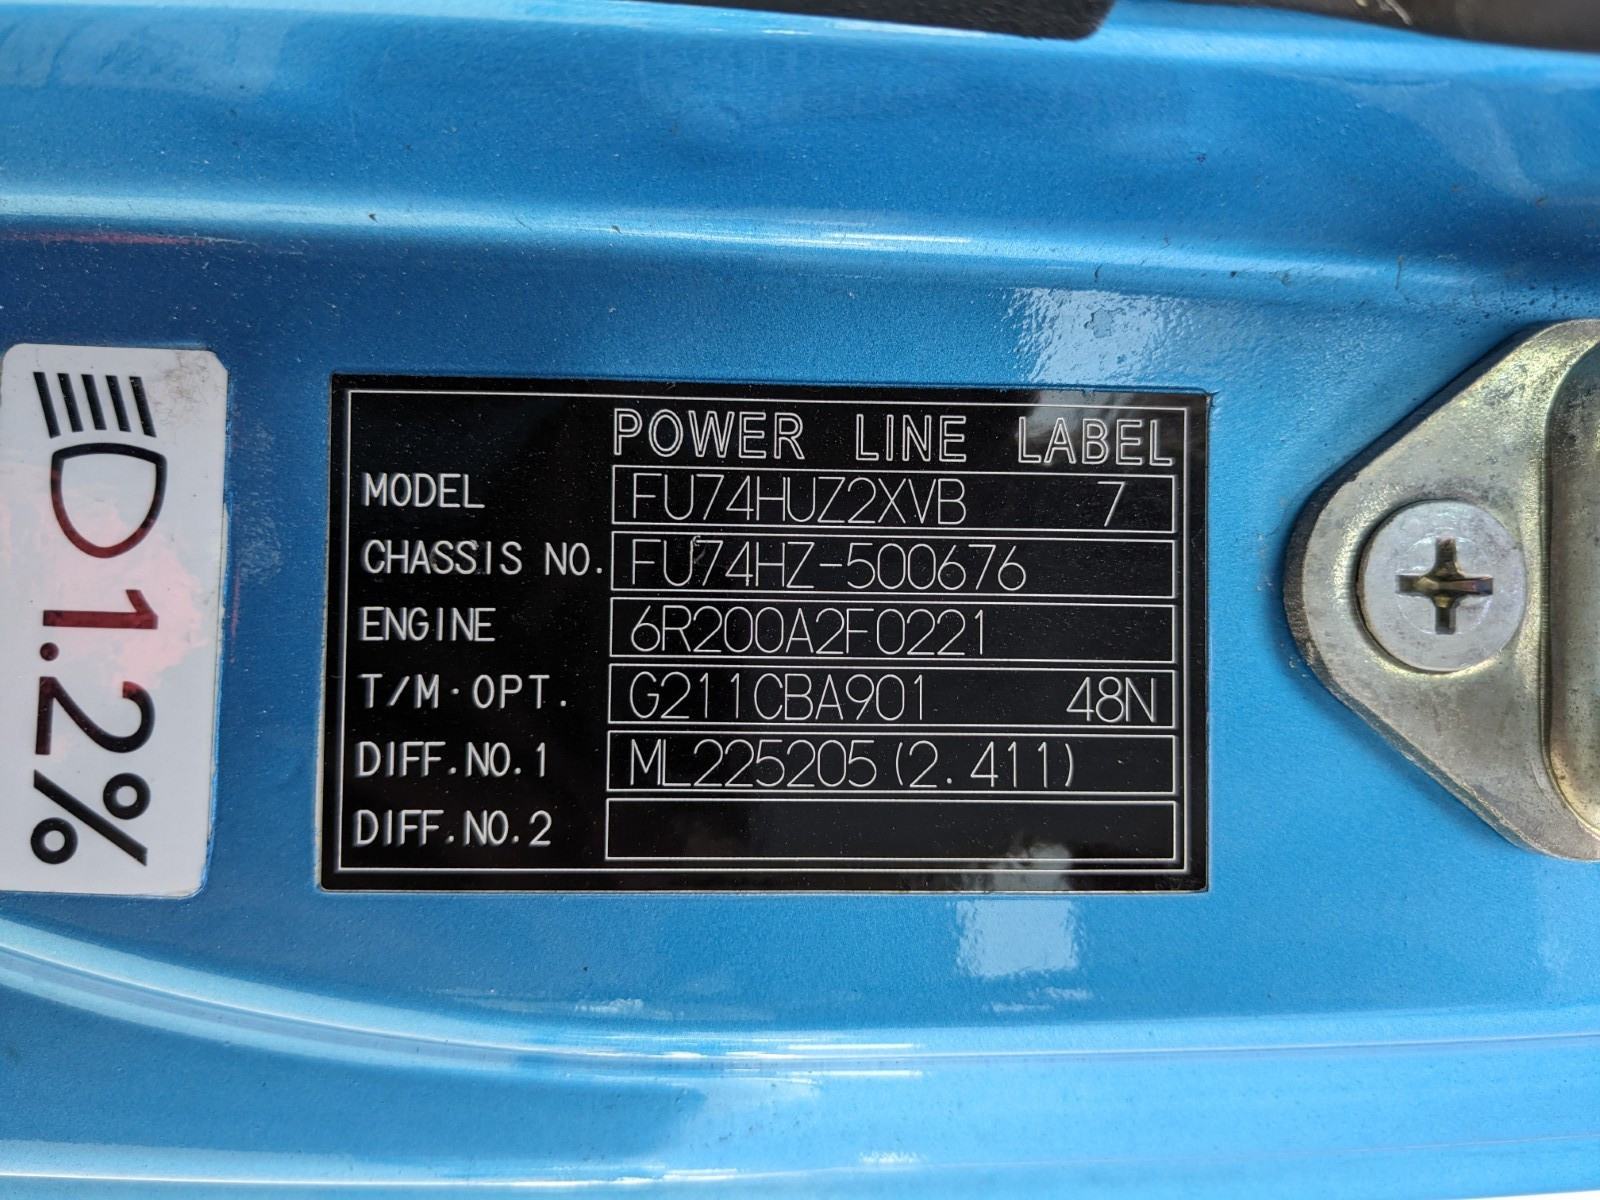 POWER LINE LABEL
MODEL FU74HUZ2XVB 7
CHASSIS NO. FU74HZ-500676
ENGINE 6R200A2F0221
T/M·OPT. G211CBA901 48N
DIFF.NO.1 ML225205(2.411)
DIFF.NO.2
1.2%